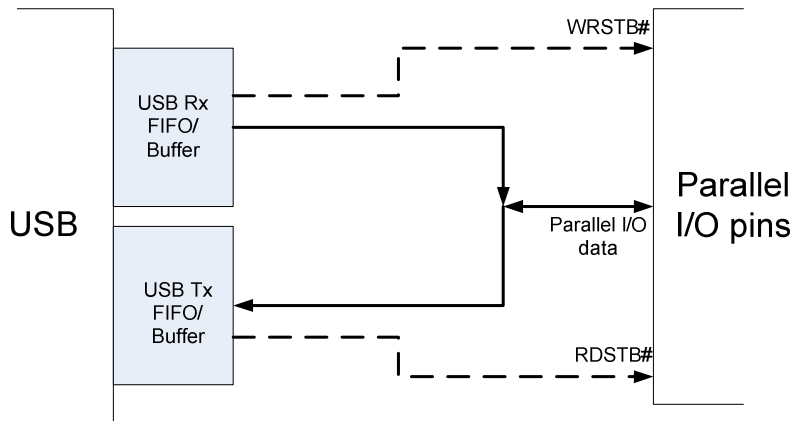 WRSTB#
USB Rx
FIFO/
Buffer
USB
Parallel
I/O pins
Parallel I/O
data
USB Tx
FIFO/
Buffer
RDSTB#